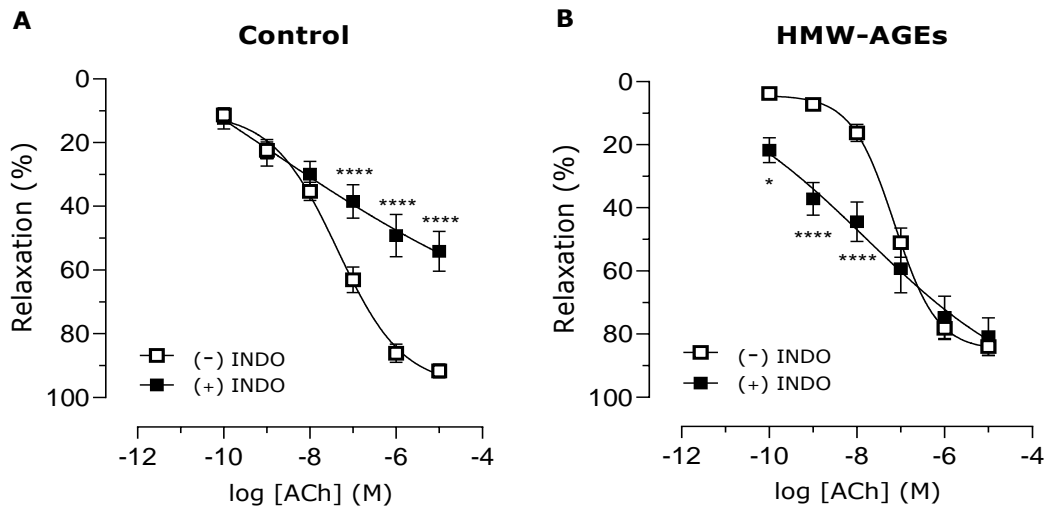 A
Control
0
20
40
60
80
100
Relaxation (%)
****
****
****
(-) INDO
(+) INDO
-12
-10
-8
-6
-4
log [ACh] (M)
B
HMW-AGEs
0
20
40
60
80
100
Relaxation (%)
*
****
****
(-) INDO
(+) INDO
-12
-10
-8
-6
-4
log [ACh] (M)